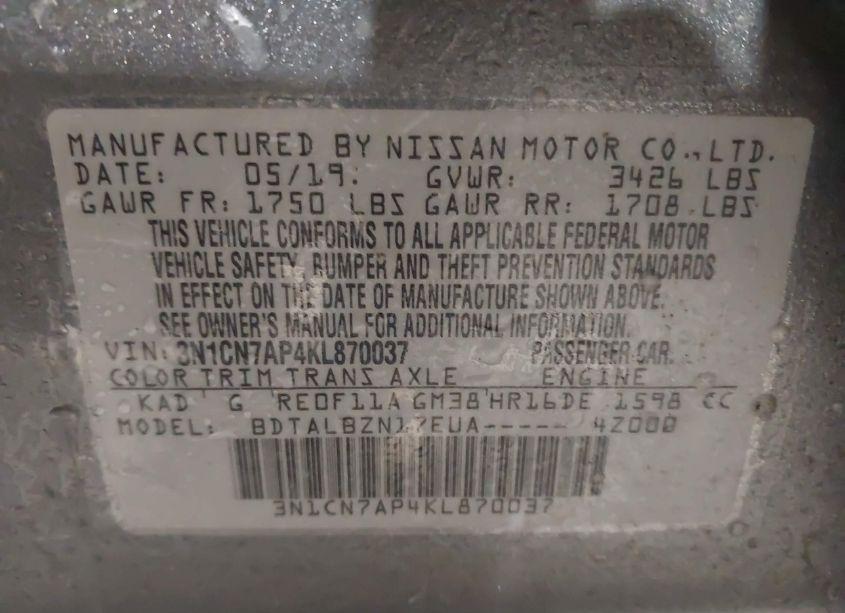 MANUFACTURED BY NISSAN MOTOR CO.,LTD.
DATE: 05/19. GVWR: 3426 LBS
GAWR FR: 1750 LBS GAWR RR: 1708 LBS
THIS VEHICLE CONFORMS TO ALL APPLICABLE FEDERAL MOTOR
VEHICLE SAFETY, BUMPER AND THEFT PREVENTION STANDARDS
IN EFFECT ON THE DATE OF MANUFACTURE SHOWN ABOVE.
SEE OWNER'S MANUAL FOR ADDITIONAL INFORMATION.
VIN: 3N1CN7AP4KL870037 PASSENGER CAR
COLOR TRIM TRANS AXLE ENGINE
KAD G RE0F11A GM38 HR16DE 1598 CC
MODEL: BDTALBZN17EUA----- 4Z000
3N1CN7AP4KL870037